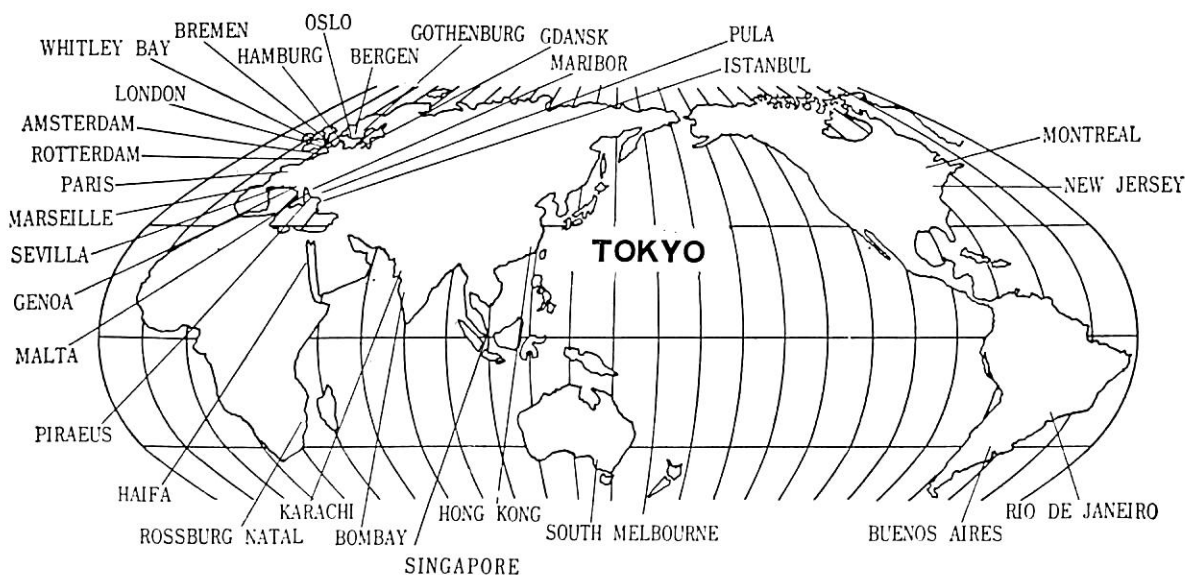 OSLO
BREMEN
GOTHENBURG
PULA
WHITLEY BAY
GDANSK
HAMBURG
BERGEN
MARIBOR
ISTANBUL
LONDON
AMSTERDAM
MONTREAL
ROTTERDAM
PARIS
NEW JERSEY
MARSEILLE
SEVILLA
TOKYO
GENOA
MALTA
PIRAEUS
HAIFA
KARACHI
HONG KONG
RIO DE JANEIRO
ROSSBURG NATAL
BOMBAY
SOUTH MELBOURNE
BUENOS AIRES
SINGAPORE